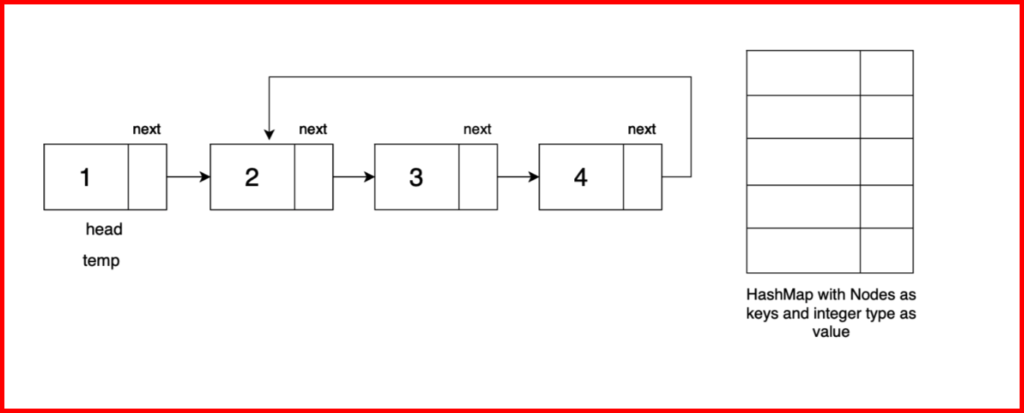 next
next
next
next
1
2
3
4
head
temp
HashMap with Nodes as
keys and integer type as
value